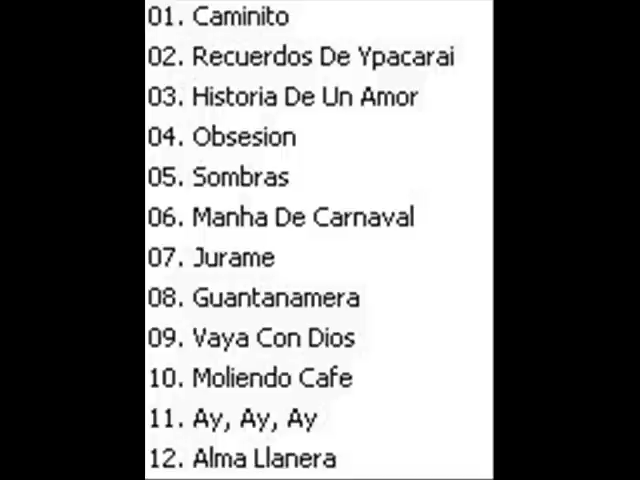 01. Caminito
02. Recuerdos De Ypacarai
03. Historia De Un Amor
04. Obsesion
05. Sombras
06. Manha De Carnaval
07. Jurame
08. Guantanamera
09. Vaya Con Dios
10. Moliendo Cafe
11. Ay, Ay, Ay
12. Alma Llanera